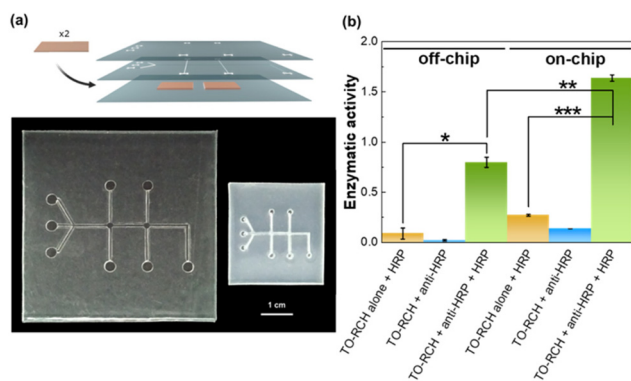 (a)
x2
1 cm
(b)
off-chip
on-chip
Enzymatic activity
2.0
1.5
1.0
0.5
0.0
*
**
***
TO-RCH alone + HRP
TO-RCH + anti-HRP
TO-RCH + anti-HRP + HRP
TO-RCH alone + HRP
TO-RCH + anti-HRP
TO-RCH + anti-HRP + HRP